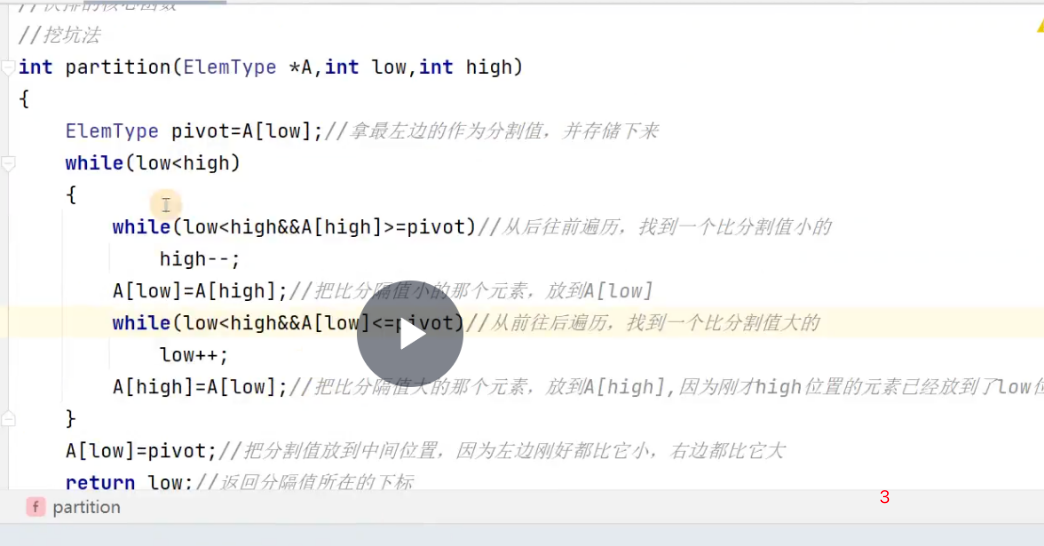 //快排的核心函数
//挖坑法
int partition(ElemType *A,int low,int high)
{
ElemType pivot=A[low];//拿最左边的作为分割值，并存储下来
while(low<high)
{
while(low<high&&A[high]>=pivot)//从后往前遍历，找到一个比分割值小的
high--;
A[low]=A[high];//把比分隔值小的那个元素，放到A[low]
while(low<high&&A[low]<=pivot)//从前往后遍历，找到一个比分割值大的
low++;
A[high]=A[low];//把比分隔值大的那个元素，放到A[high],因为刚才high位置的元素已经放到了low位
}
A[low]=pivot;//把分割值放到中间位置，因为左边刚好都比它小，右边都比它大
return low;//返回分隔值所在的下标
3
f partition